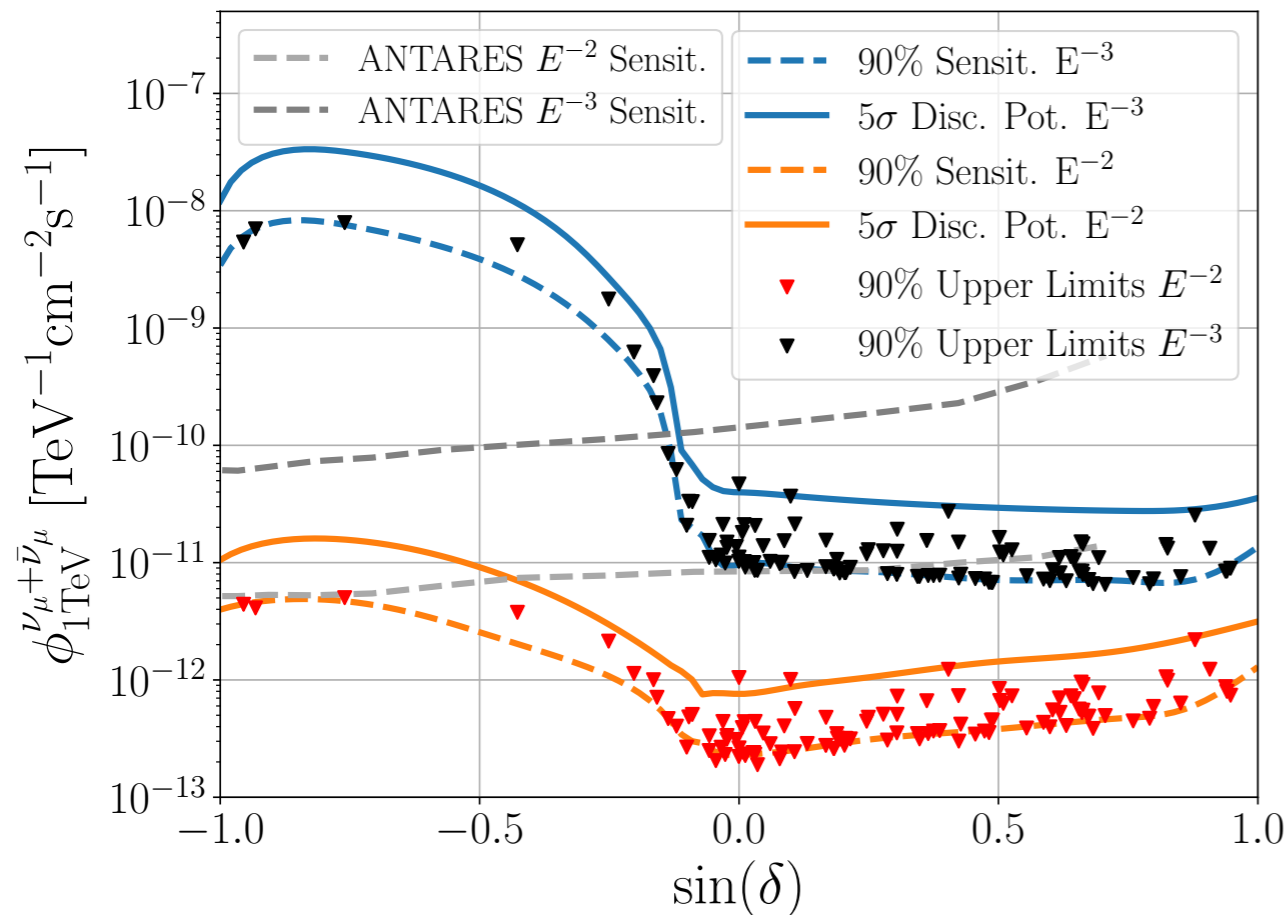 ANTARES E⁻² Sensit.
ANTARES E⁻³ Sensit.
90% Sensit. E⁻³
5σ Disc. Pot. E⁻³
90% Sensit. E⁻²
5σ Disc. Pot. E⁻²
90% Upper Limits E⁻²
90% Upper Limits E⁻³
10⁻⁷
10⁻⁸
10⁻⁹
10⁻¹⁰
10⁻¹¹
10⁻¹²
10⁻¹³
ϕ_{1TeV}^{ν_μ+ν̄_μ} [TeV⁻¹cm⁻²s⁻¹]
−1.0 −0.5 0.0 0.5 1.0
sin(δ)